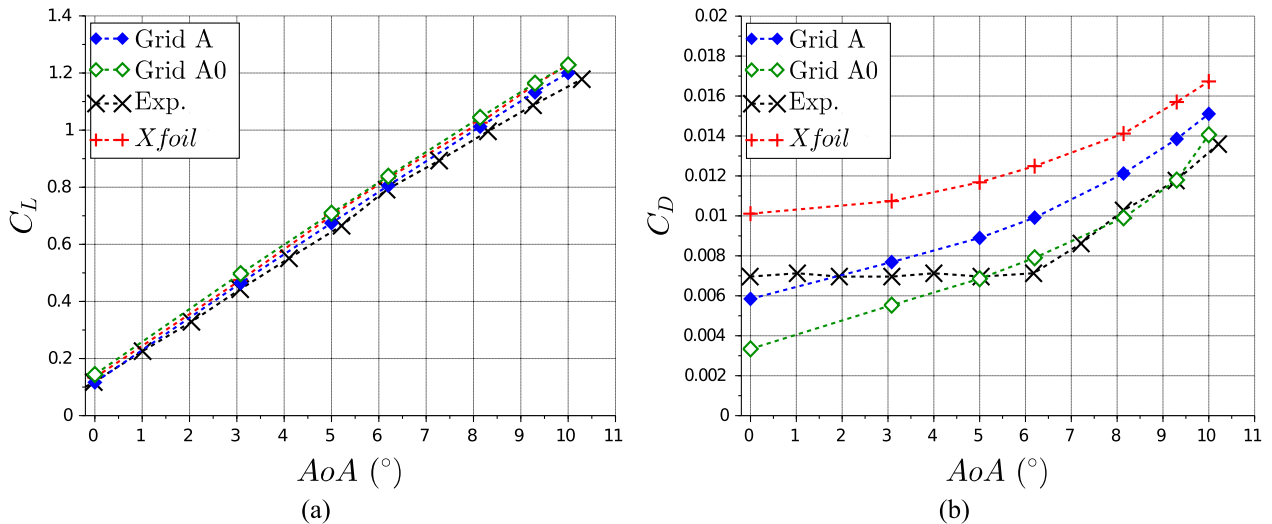 1.4
1.2
1
0.8
0.6
0.4
0.2
0
C_L
Grid A
Grid A0
Exp.
Xfoil
0 1 2 3 4 5 6 7 8 9 10 11
AoA (°)
(a)
0.02
0.018
0.016
0.014
0.012
0.01
0.008
0.006
0.004
0.002
0
C_D
Grid A
Grid A0
Exp.
Xfoil
0 1 2 3 4 5 6 7 8 9 10 11
AoA (°)
(b)